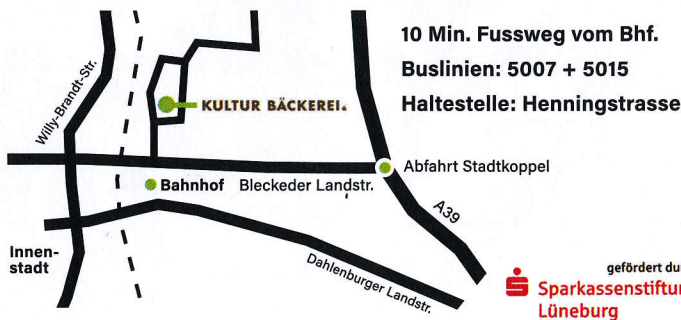 10 Min. Fussweg vom Bhf.
Buslinien: 5007 + 5015
Haltestelle: Henningstrasse
Willy-Brandt-Str.
KULTUR BÄCKEREI.
Abfahrt Stadtkoppel
Bahnhof
Bleckeder Landstr.
A39
Innen-
stadt
Dahlenburger Landstr.
gefördert du
Sparkassenstiftun
Lüneburg